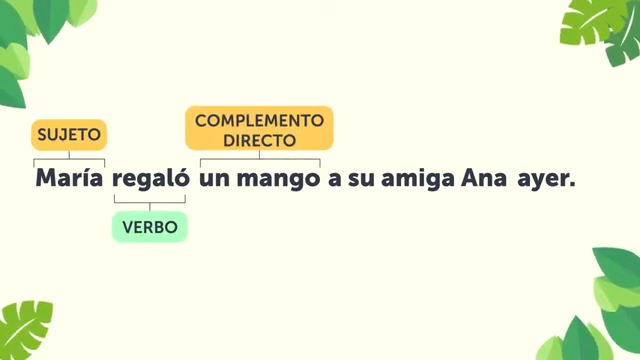 SUJETO
COMPLEMENTO
DIRECTO
María regaló un mango a su amiga Ana ayer.
VERBO